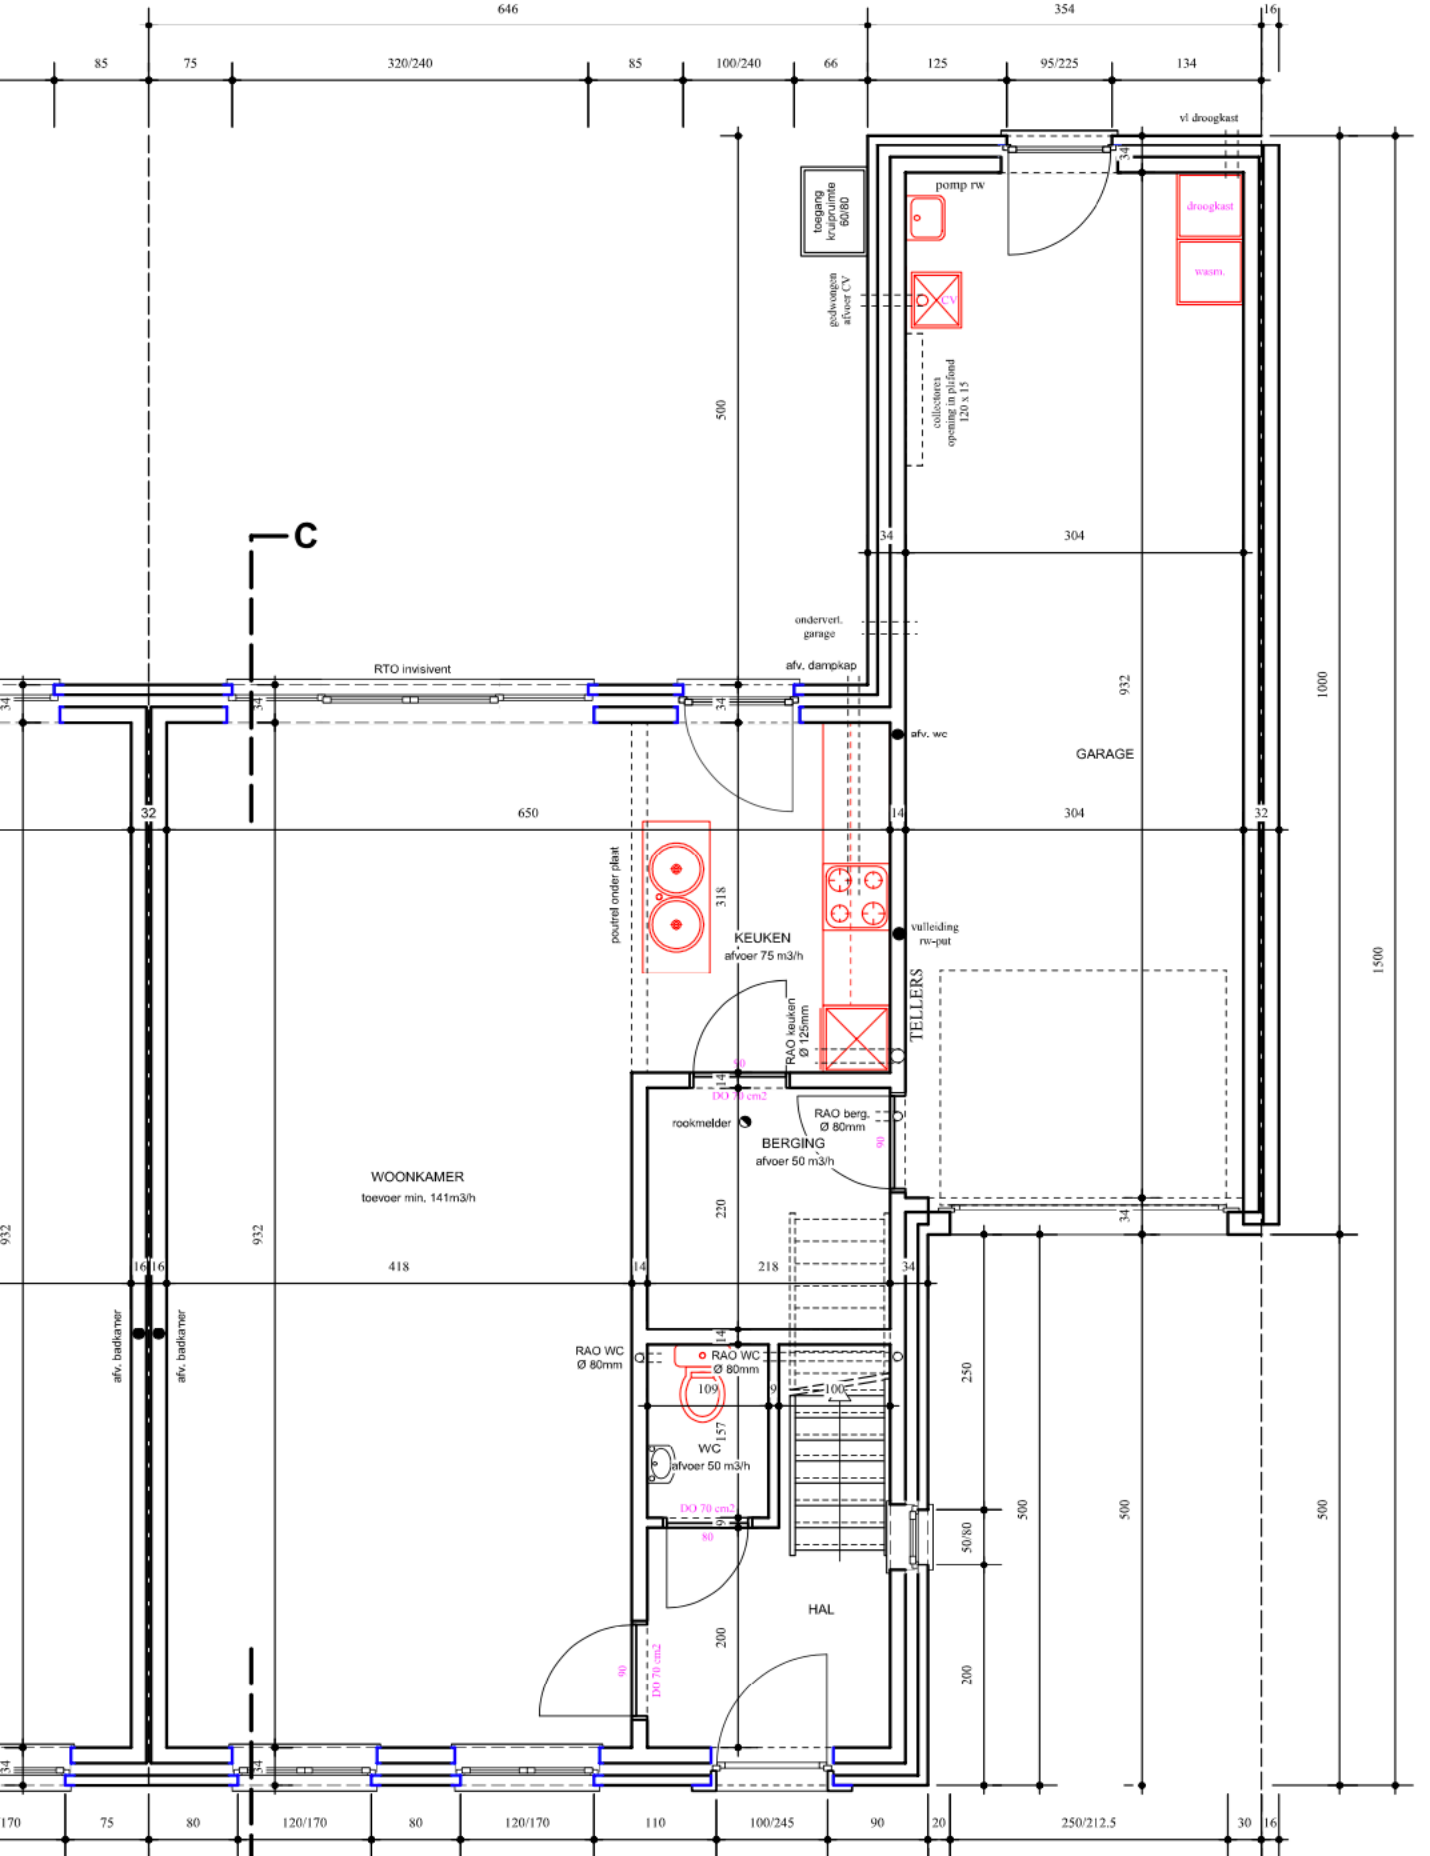 646
354
16
85
75
320/240
85
100/240
66
125
95/225
134
vl droogkast
34
pomp rw
droogkast
wasm.
CV
toegang
kruipruimte
60/80
gedwongen
afvoer CV
collectoren
opening in plafond
120 x 15
500
C
34
304
ondervert.
garage
RTO invisivent
afv. dampkap
34
34
34
932
1000
afv. wc
GARAGE
32
650
14
304
32
poutrel onder plaat
318
KEUKEN
afvoer 75 m3/h
vulleiding
rw-put
TELLERS
1500
RAO keuken
Ø 125mm
90
14
DO 70 cm2
rookmelder
RAO berg.
Ø 80mm
BERGING
afvoer 50 m3/h
90
WOONKAMER
toevoer min. 141m3/h
932
932
220
34
16
16
418
14
218
34
afv. badkamer
afv. badkamer
14
RAO WC
Ø 80mm
RAO WC
Ø 80mm
109
9
100
250
157
WC
afvoer 50 m3/h
DO 70 cm2
9
80
50/80
500
500
500
HAL
200
90
DO 70 cm2
200
34
34
170
75
80
120/170
80
120/170
110
100/245
90
20
250/212.5
30
16